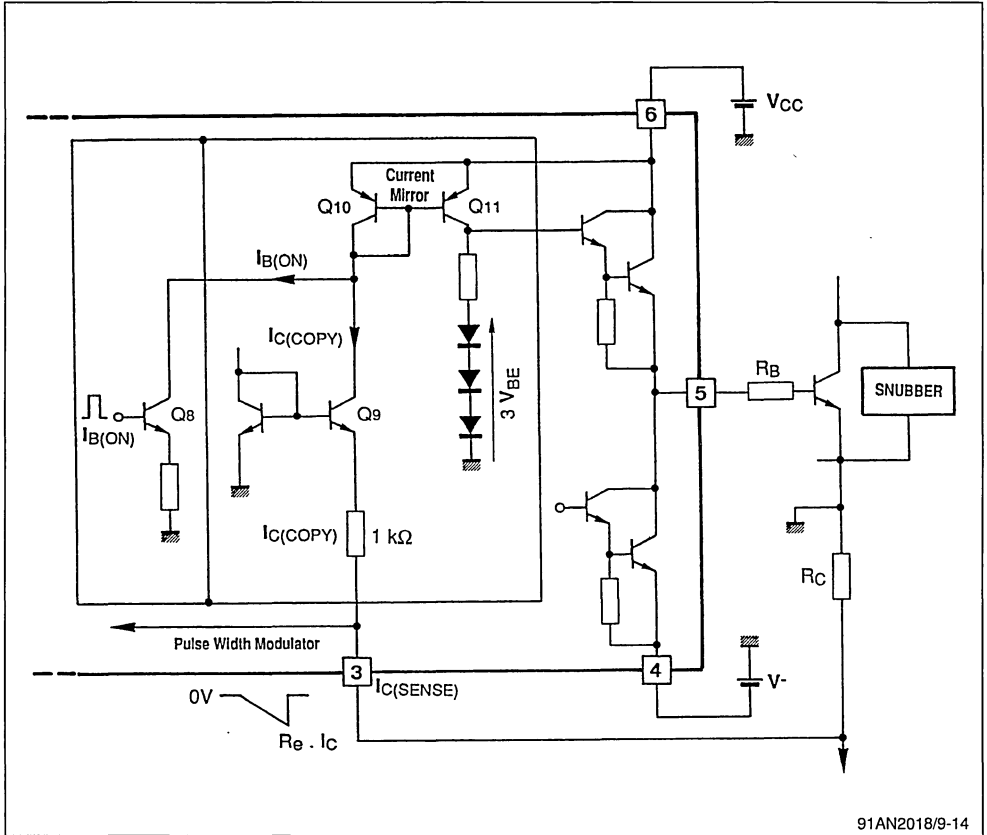 6
VCC
Current
Mirror
Q10
Q11
IB(ON)
IC(COPY)
RB
5
SNUBBER
Q8
Q9
3 VBE
IB(ON)
IC(COPY)
1 kΩ
RC
Pulse Width Modulator
3
4
IC(SENSE)
V-
0V
Re . IC
91AN2018/9-14